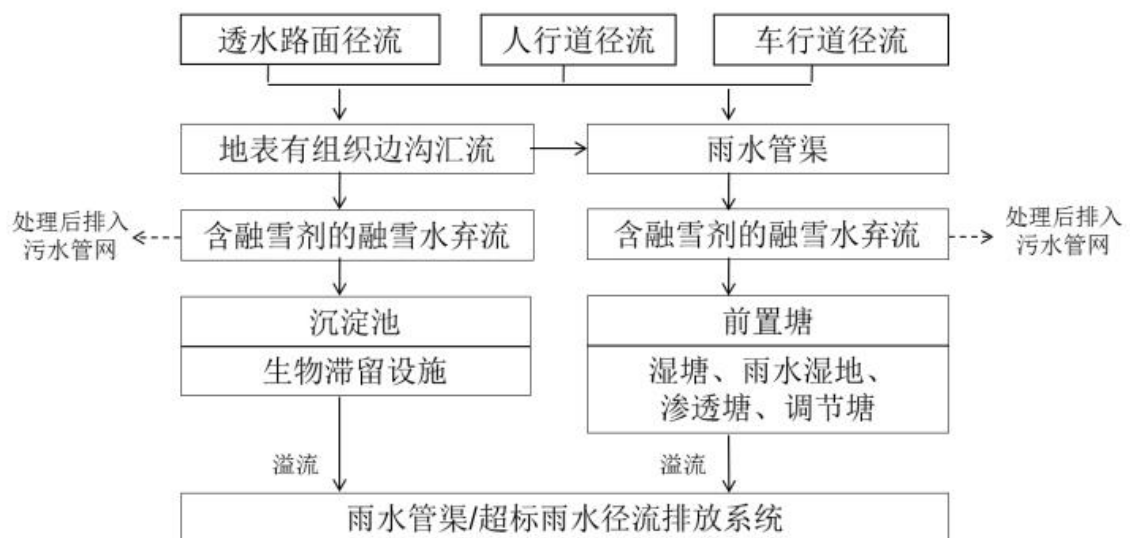 透水路面径流
人行道径流
车行道径流
地表有组织边沟汇流
雨水管渠
处理后排入
污水管网
含融雪剂的融雪水弃流
含融雪剂的融雪水弃流
处理后排入
污水管网
沉淀池
前置塘
生物滞留设施
湿塘、雨水湿地、
渗透塘、调节塘
溢流
溢流
雨水管渠/超标雨水径流排放系统